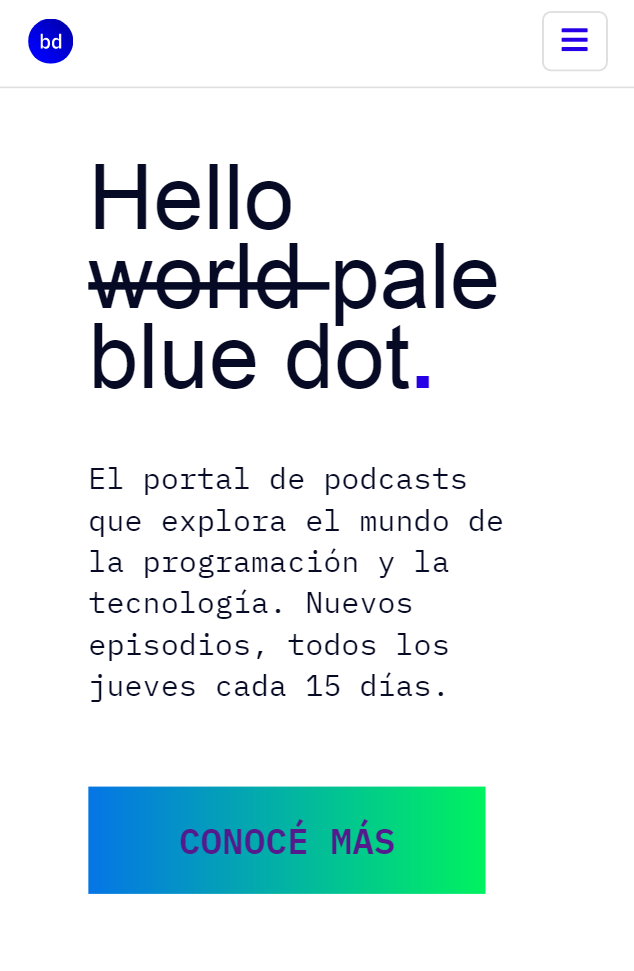 bd
Hello
world pale
blue dot.
El portal de podcasts
que explora el mundo de
la programación y la
tecnología. Nuevos
episodios, todos los
jueves cada 15 días.
CONOCÉ MÁS